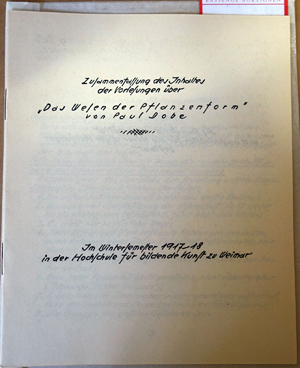 Zusammenfassung des Inhaltes
der Vorlesungen über
„Das Wesen der Pflanzenform"
von Paul Dobe
Im Wintersemester 1917-18
in der Hochschule für bildende Kunst zu Weimar